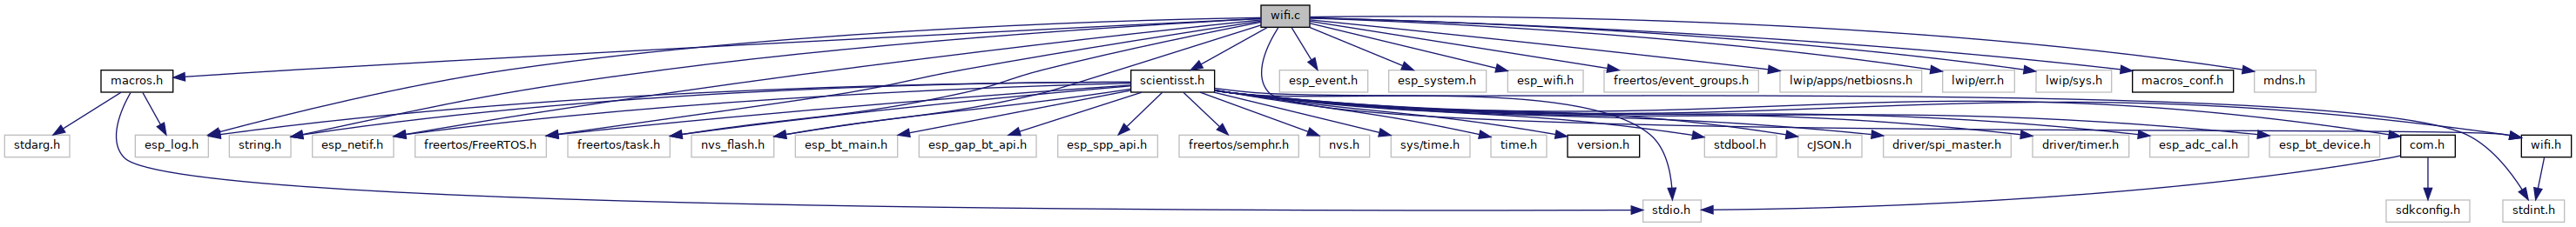 wifi.c
macros.h
scientisst.h
esp_event.h
esp_system.h
esp_wifi.h
freertos/event_groups.h
lwip/apps/netbiosns.h
lwip/err.h
lwip/sys.h
macros_conf.h
mdns.h
stdarg.h
esp_log.h
string.h
esp_netif.h
freertos/FreeRTOS.h
freertos/task.h
nvs_flash.h
esp_bt_main.h
esp_gap_bt_api.h
esp_spp_api.h
freertos/semphr.h
nvs.h
sys/time.h
time.h
version.h
stdbool.h
cJSON.h
driver/spi_master.h
driver/timer.h
esp_adc_cal.h
esp_bt_device.h
com.h
wifi.h
stdio.h
sdkconfig.h
stdint.h